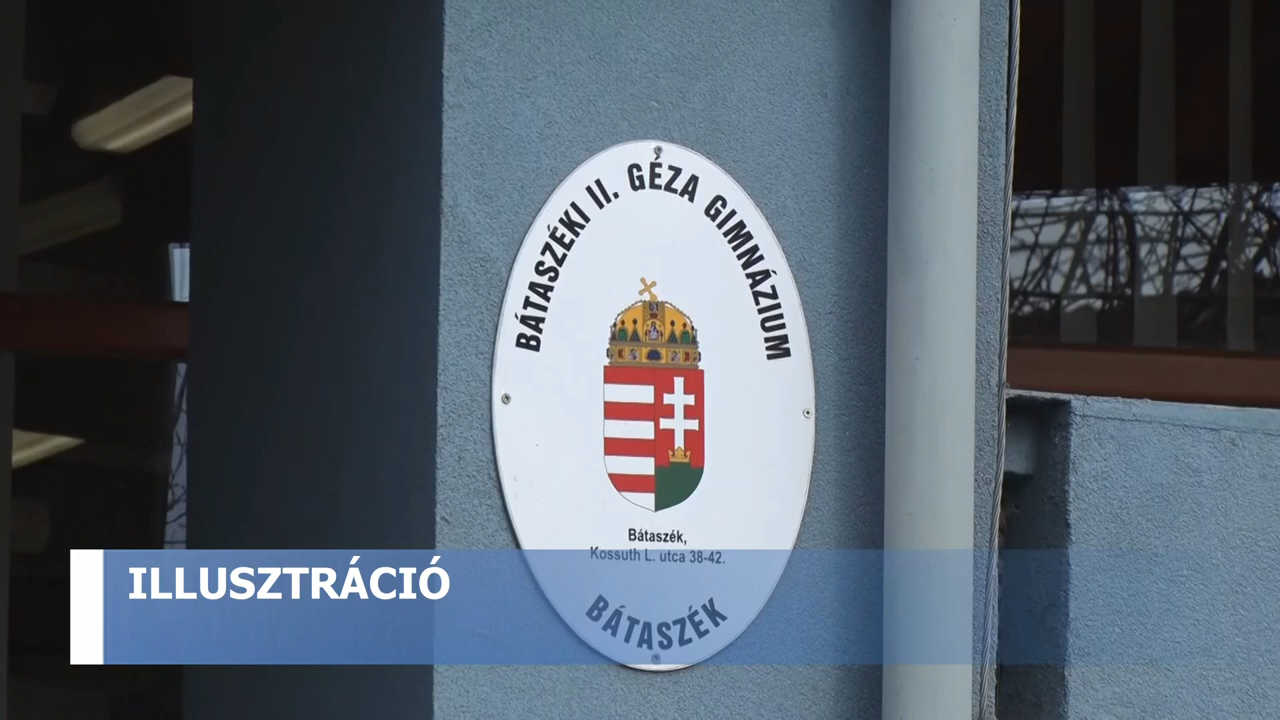 BÁTASZÉKI II. GÉZA GIMNÁZIUM
Bátaszék,
Kossuth L. utca 38-42.
ILLUSZTRÁCIÓ
BÁTASZÉK